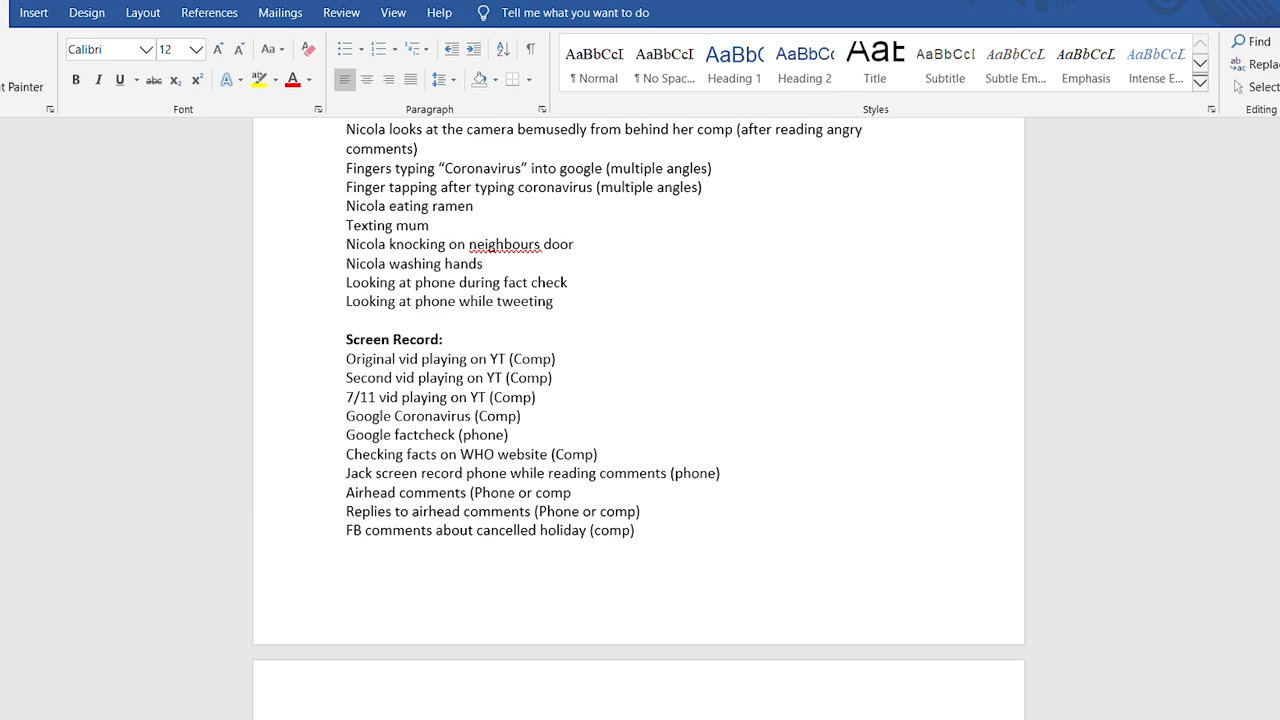 Insert Design Layout References Mailings Review View Help Tell me what you want to do
Calibri 12 Aa AaBbCcI AaBbCcI AaBbC( AaBbCc AaB AaBbCcI AaBbCcI AaBbCcI AaBbCcI Find
t Painter B I U abc x₂ x² A A ¶ Normal ¶ No Spac... Heading 1 Heading 2 Title Subtitle Subtle Em... Emphasis Intense E... Replac
Select
Font Paragraph Styles Editing
Nicola looks at the camera bemusedly from behind her comp (after reading angry
comments)
Fingers typing “Coronavirus” into google (multiple angles)
Finger tapping after typing coronavirus (multiple angles)
Nicola eating ramen
Texting mum
Nicola knocking on neighbours door
Nicola washing hands
Looking at phone during fact check
Looking at phone while tweeting
Screen Record:
Original vid playing on YT (Comp)
Second vid playing on YT (Comp)
7/11 vid playing on YT (Comp)
Google Coronavirus (Comp)
Google factcheck (phone)
Checking facts on WHO website (Comp)
Jack screen record phone while reading comments (phone)
Airhead comments (Phone or comp
Replies to airhead comments (Phone or comp)
FB comments about cancelled holiday (comp)